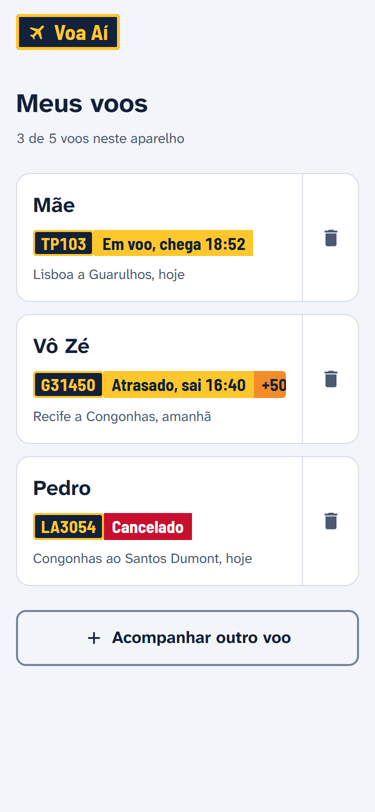 Voa Aí
Meus voos
3 de 5 voos neste aparelho
Mãe
TP103 Em voo, chega 18:52
Lisboa a Guarulhos, hoje
Vô Zé
G31450 Atrasado, sai 16:40 +50
Recife a Congonhas, amanhã
Pedro
LA3054 Cancelado
Congonhas ao Santos Dumont, hoje
+ Acompanhar outro voo